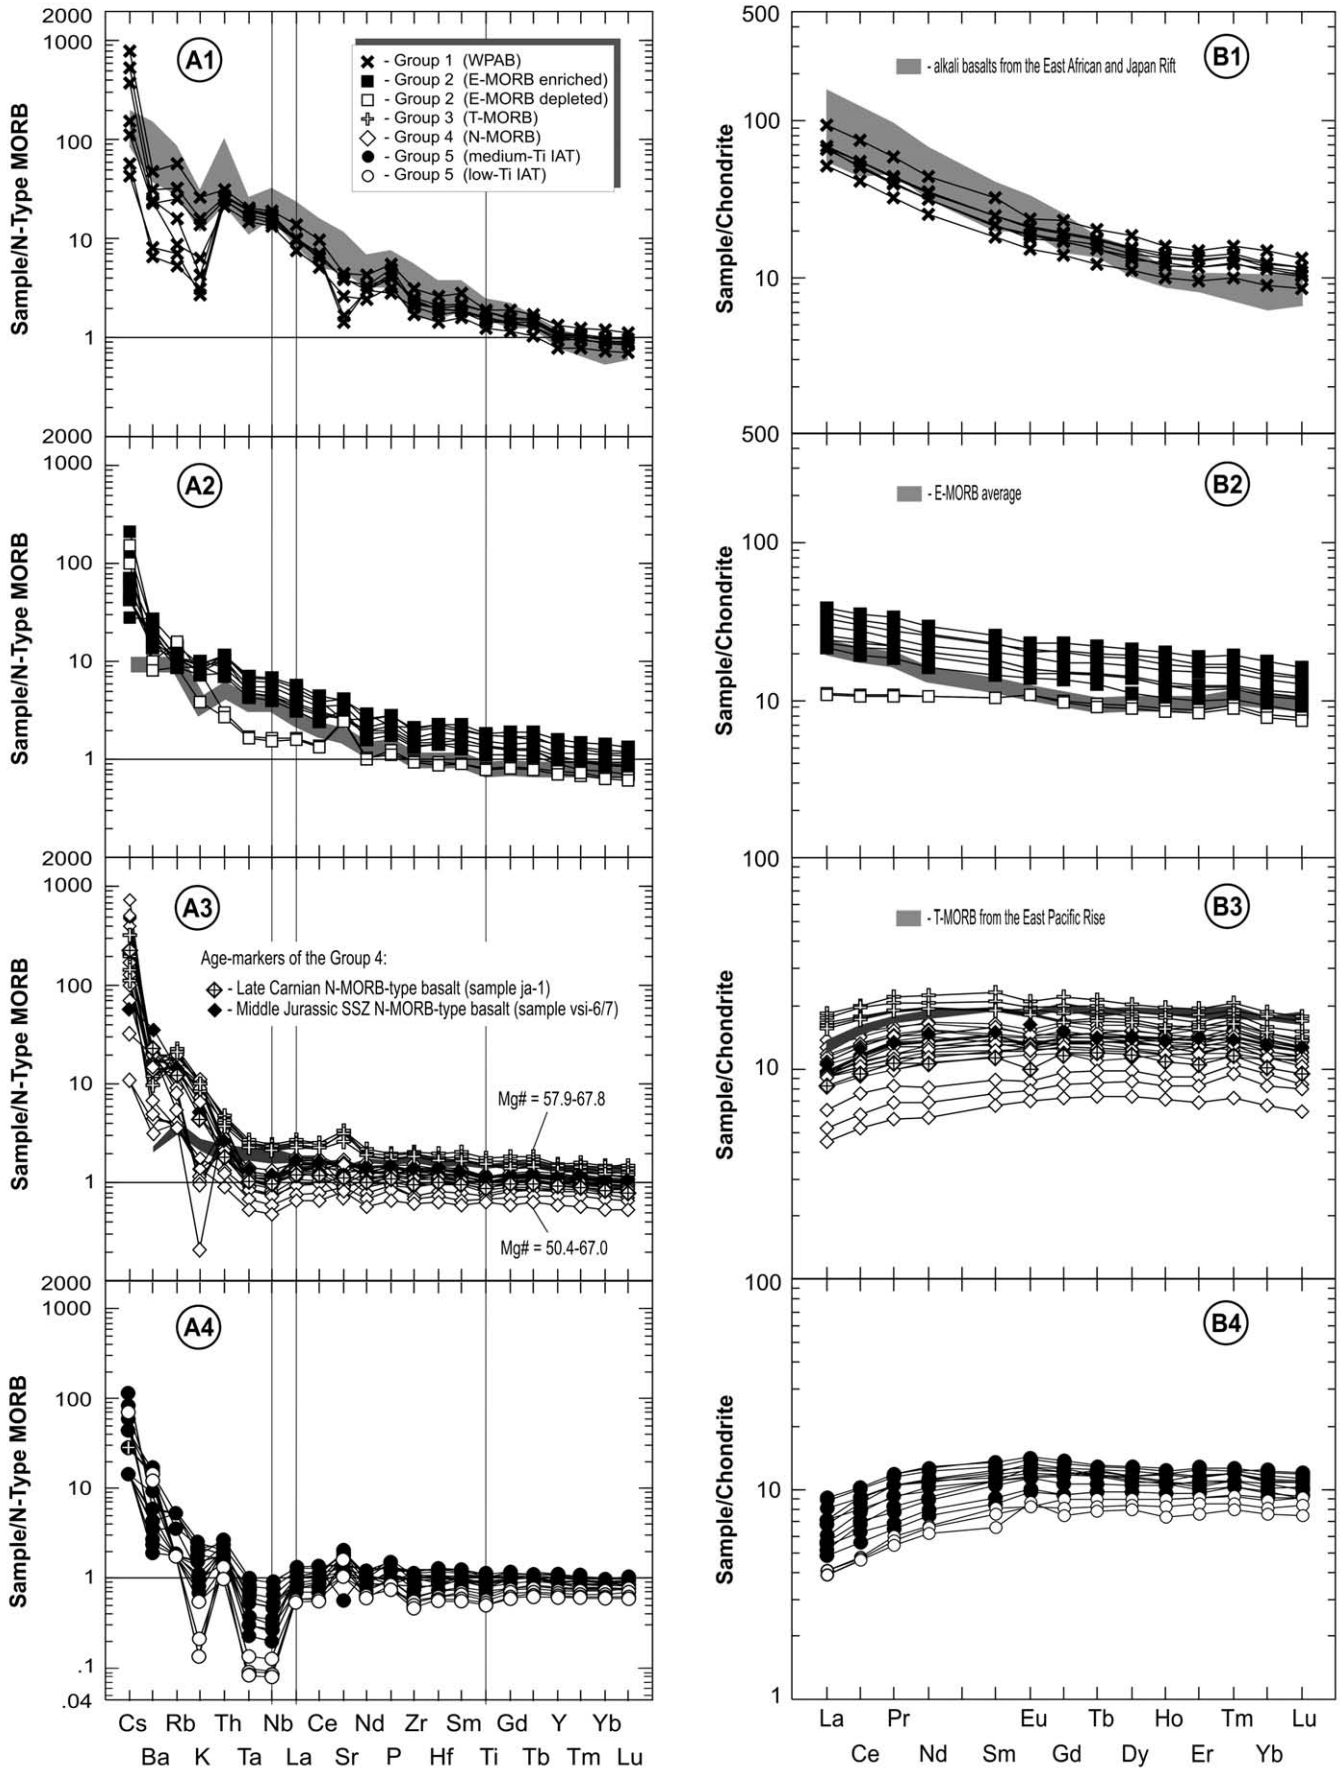 2000
1000
100
10
1
Sample/N-Type MORB
A1
- Group 1 (WPAB)
- Group 2 (E-MORB enriched)
- Group 2 (E-MORB depleted)
- Group 3 (T-MORB)
- Group 4 (N-MORB)
- Group 5 (medium-Ti IAT)
- Group 5 (low-Ti IAT)
500
100
10
Sample/Chondrite
B1
- alkali basalts from the East African and Japan Rift
2000
1000
100
10
1
Sample/N-Type MORB
A2
500
100
10
Sample/Chondrite
B2
- E-MORB average
2000
1000
100
10
1
Sample/N-Type MORB
A3
Age-markers of the Group 4:
- Late Carnian N-MORB-type basalt (sample ja-1)
- Middle Jurassic SSZ N-MORB-type basalt (sample vsi-6/7)
Mg# = 57.9-67.8
Mg# = 50.4-67.0
100
10
Sample/Chondrite
B3
- T-MORB from the East Pacific Rise
2000
1000
100
10
1
.1
.04
Sample/N-Type MORB
A4
Cs Rb Th Nb Ce Nd Zr Sm Gd Y Yb
Ba K Ta La Sr P Hf Ti Tb Tm Lu
100
10
1
Sample/Chondrite
B4
La Pr Eu Tb Ho Tm Lu
Ce Nd Sm Gd Dy Er Yb